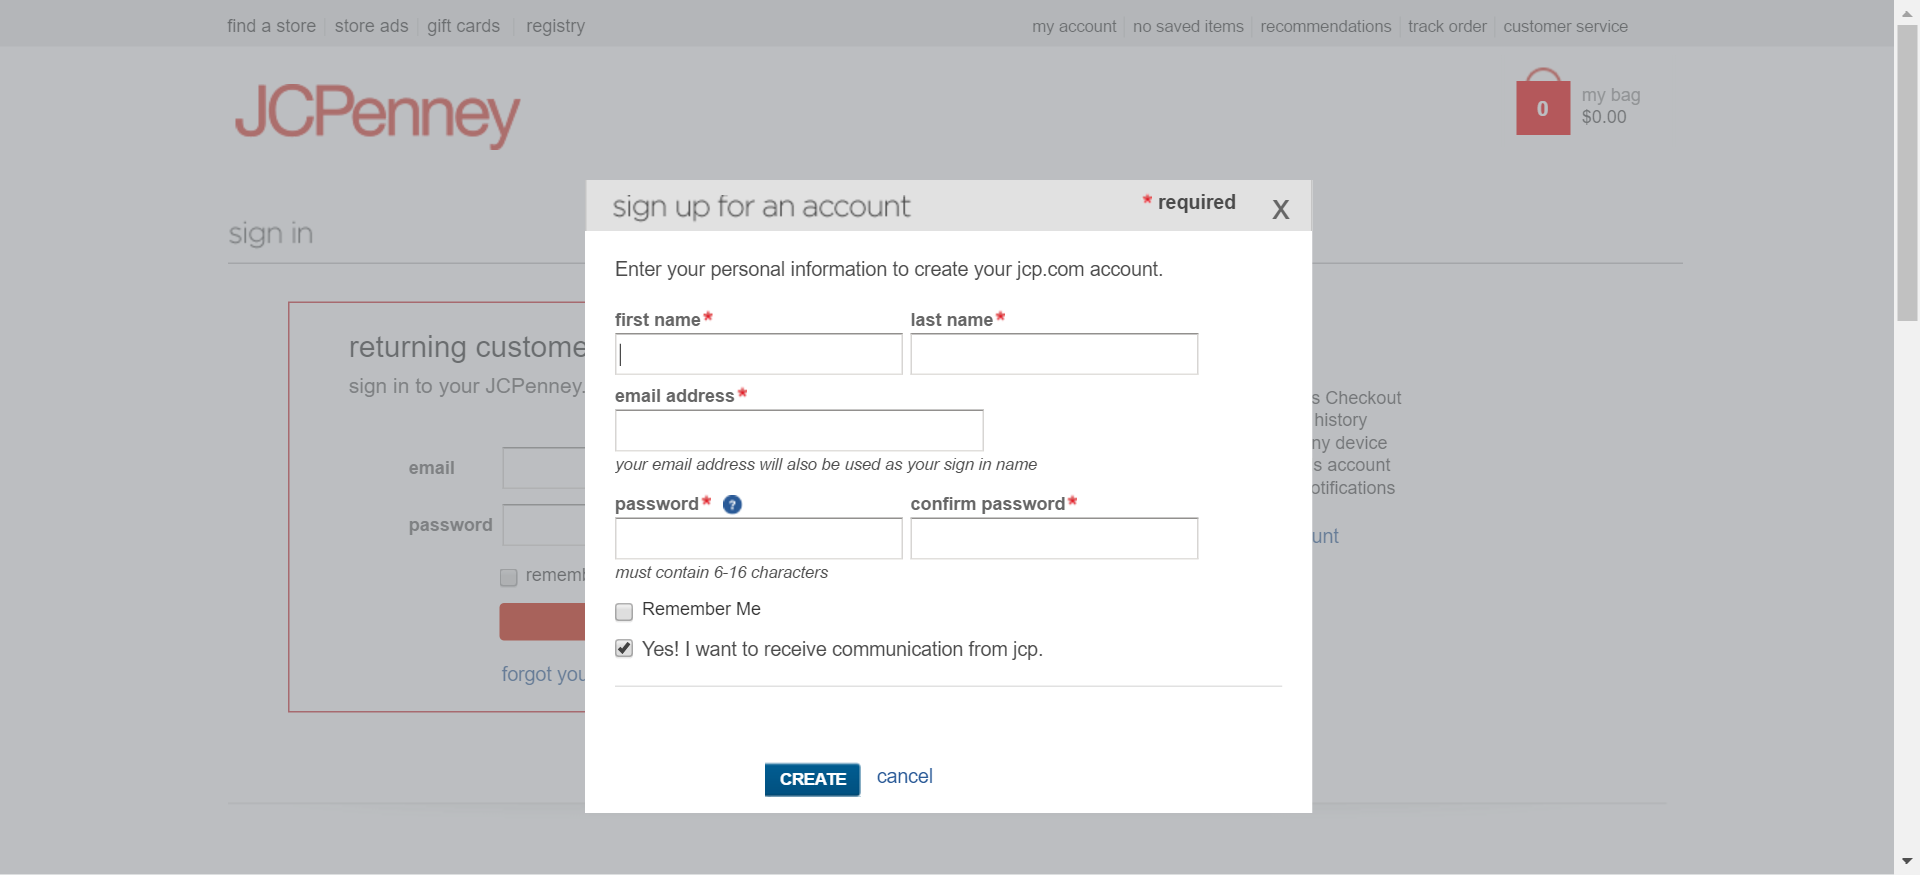 find a store store ads gift cards registry my account no saved items recommendations track order customer service
JCPenney
0 my bag
$0.00
sign up for an account * required X
sign in
Enter your personal information to create your jcp.com account.
first name* last name*
returning custome
sign in to your JCPenney.
email address*
s Checkout
history
ny device
your email address will also be used as your sign in name
s account
email
otifications
password* ? confirm password*
password
unt
must contain 6-16 characters
rememb
Remember Me
Yes! I want to receive communication from jcp.
forgot you
CREATE cancel